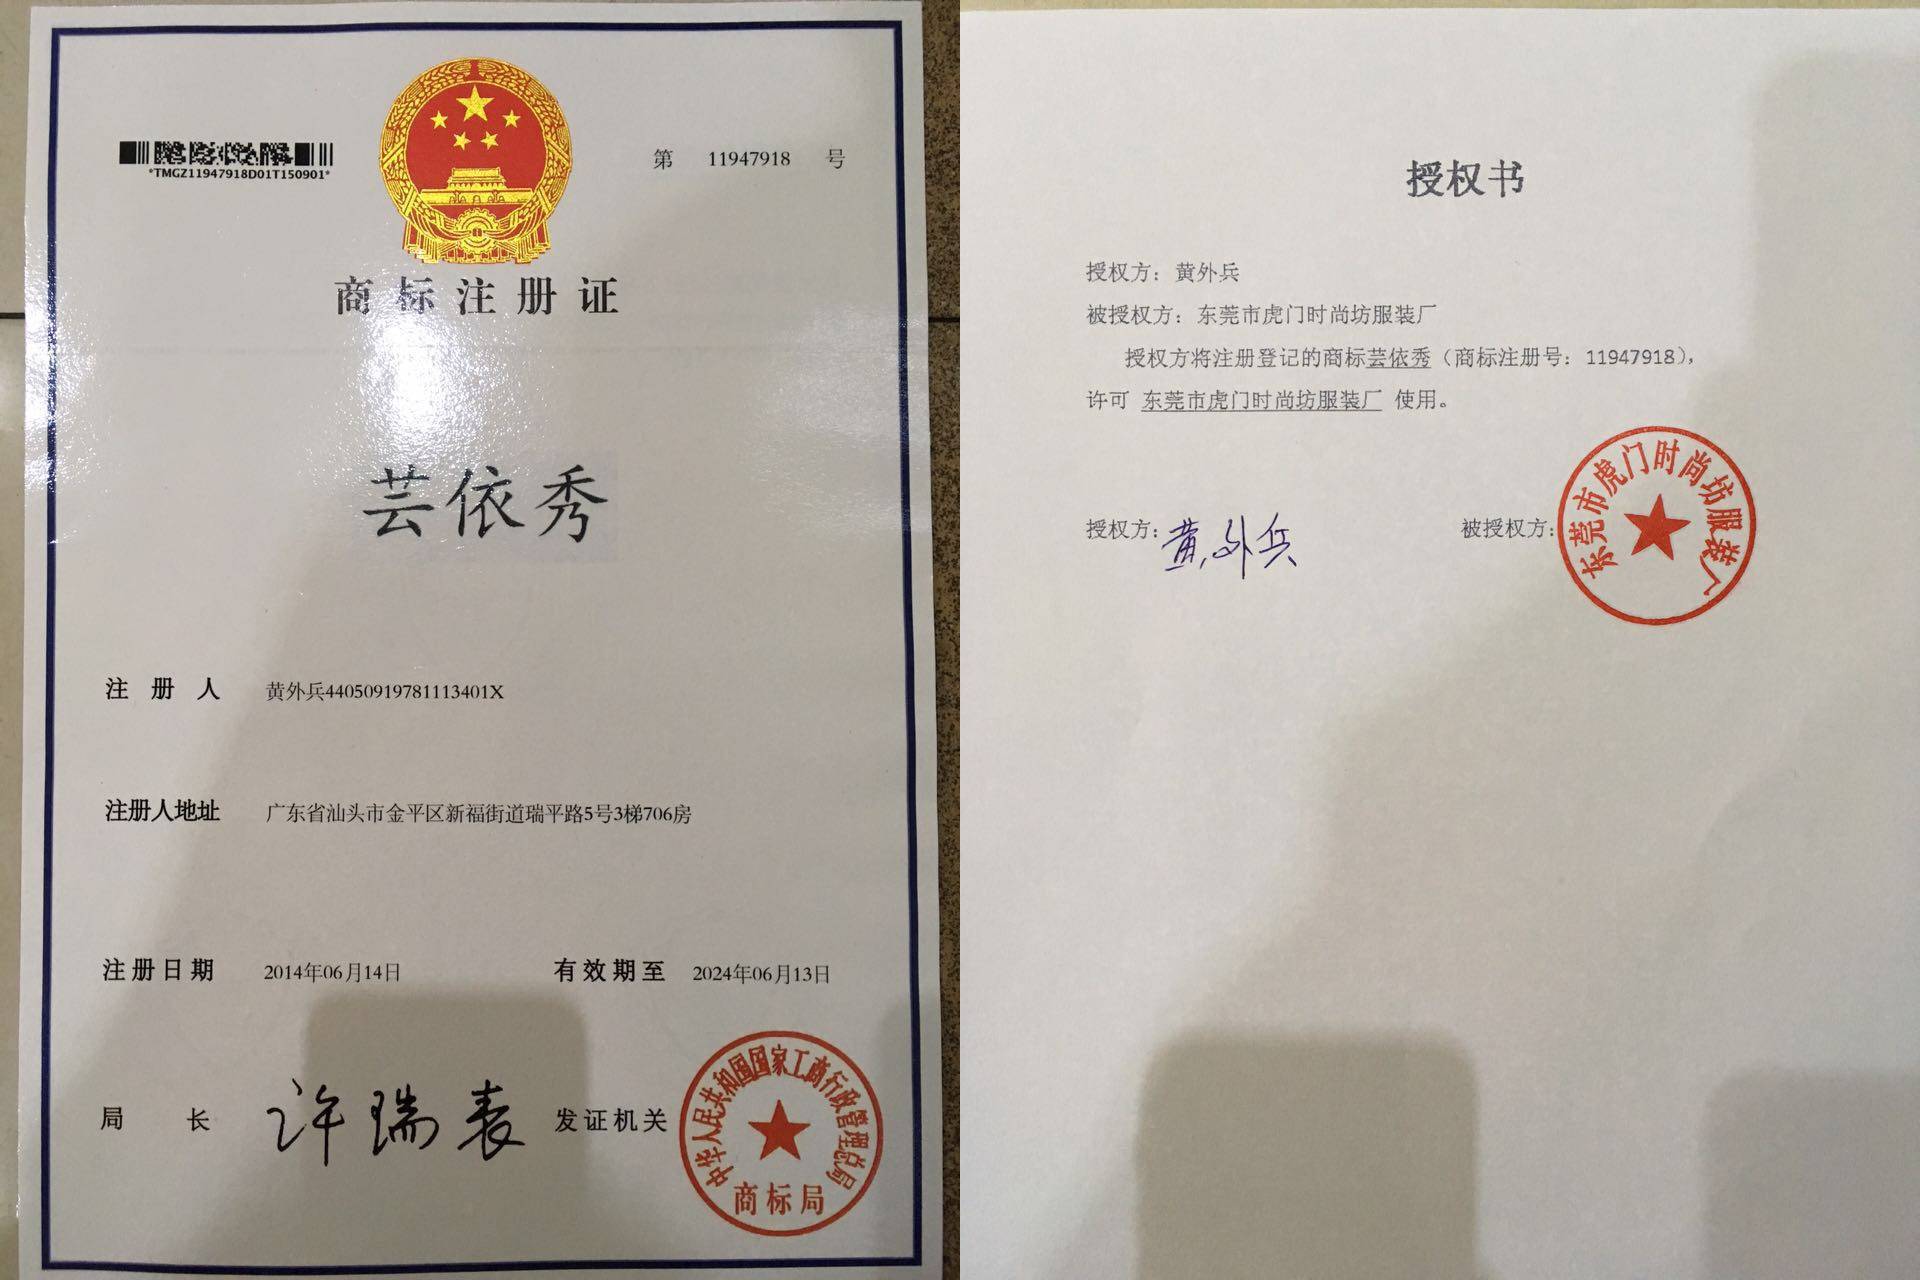 *TMGZ11947918D01T150901*
第 11947918 号
商标注册证
芸依秀
注册人 黄外兵44050919781113401X
注册人地址 广东省汕头市金平区新福街道瑞平路5号3梯706房
注册日期 2014年06月14日 有效期至 2024年06月13日
局长 许瑞表 发证机关
中华人民共和国国家工商行政管理总局
商标局
授权书
授权方：黄外兵
被授权方：东莞市虎门时尚坊服装厂
授权方将注册登记的商标芸依秀（商标注册号：11947918），
许可 东莞市虎门时尚坊服装厂 使用。
授权方：黄外兵 被授权方：
东莞市虎门时尚坊服装厂